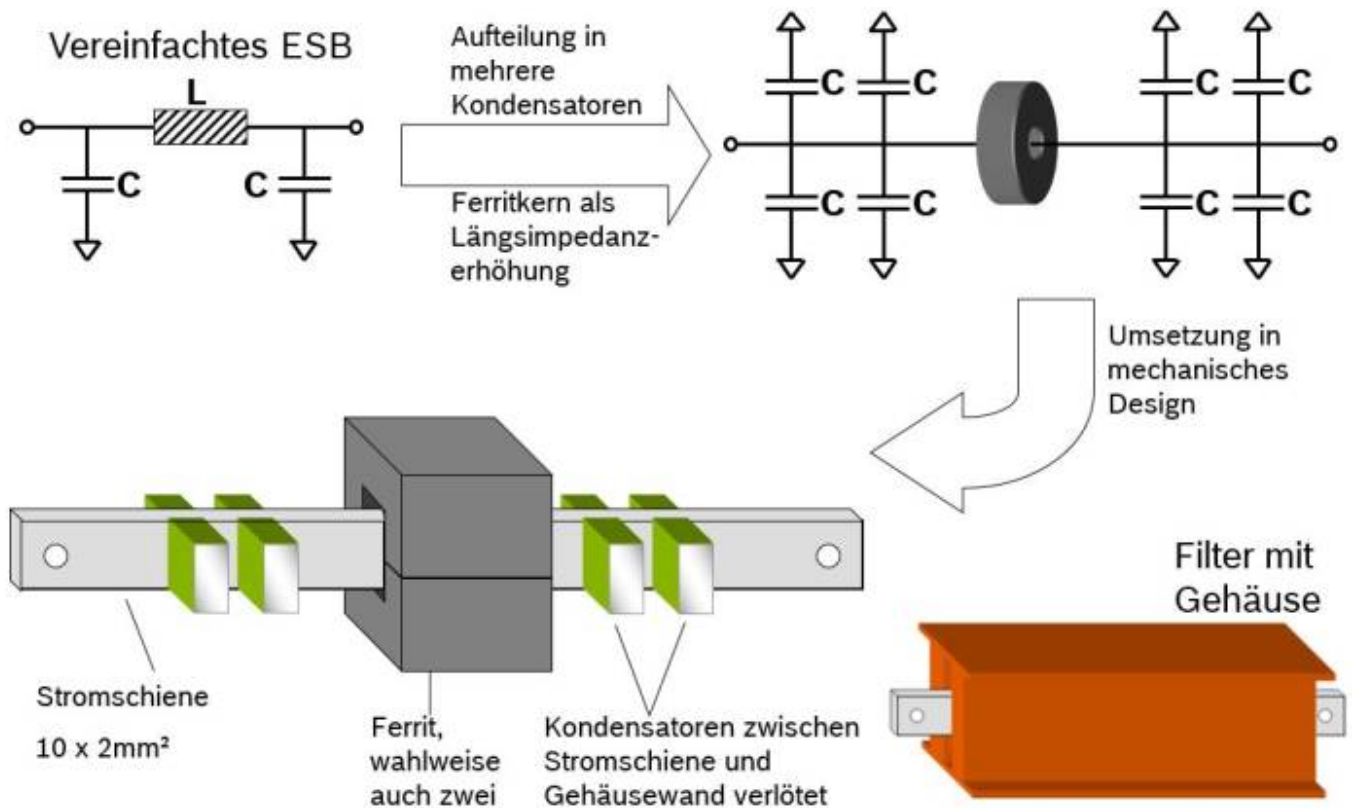 Vereinfachtes ESB
L
C
C
Aufteilung in
mehrere
Kondensatoren
Ferritkern als
Längsimpedanz-
erhöhung
C
C
C
C
C
C
C
C
Umsetzung in
mechanisches
Design
Stromschiene
10 x 2mm²
Ferrit,
wahlweise
auch zwei
Kondensatoren zwischen
Stromschiene und
Gehäusewand verlötet
Filter mit
Gehäuse